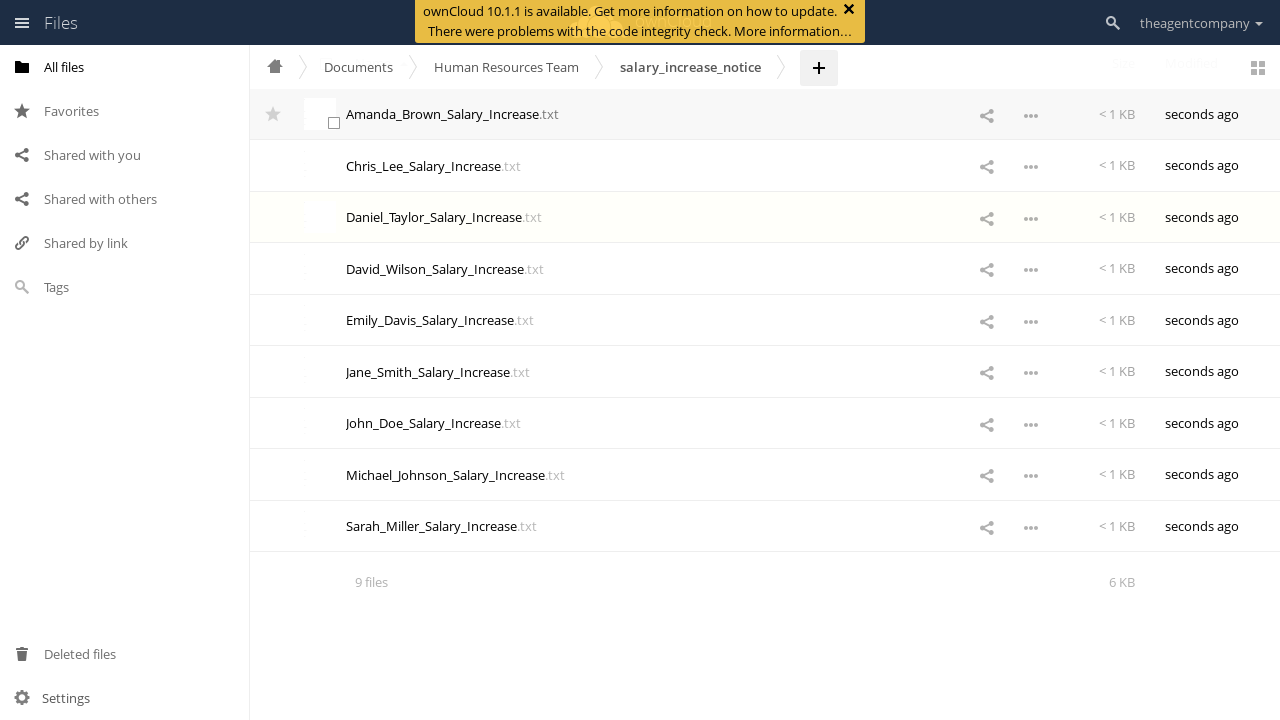 Files
ownCloud 10.1.1 is available. Get more information on how to update.
There were problems with the code integrity check. More information…
theagentcompany
All files
Favorites
Shared with you
Shared with others
Shared by link
Tags
Deleted files
Settings
Documents
Human Resources Team
salary_increase_notice
Amanda_Brown_Salary_Increase.txt < 1 KB seconds ago
Chris_Lee_Salary_Increase.txt < 1 KB seconds ago
Daniel_Taylor_Salary_Increase.txt < 1 KB seconds ago
David_Wilson_Salary_Increase.txt < 1 KB seconds ago
Emily_Davis_Salary_Increase.txt < 1 KB seconds ago
Jane_Smith_Salary_Increase.txt < 1 KB seconds ago
John_Doe_Salary_Increase.txt < 1 KB seconds ago
Michael_Johnson_Salary_Increase.txt < 1 KB seconds ago
Sarah_Miller_Salary_Increase.txt < 1 KB seconds ago
9 files 6 KB